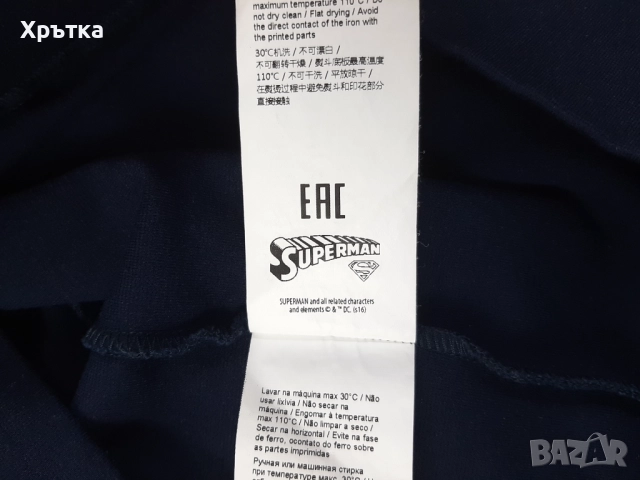 Хрътка
maximum temperature 110°C / Do
not dry clean / Flat drying / Avoid
the direct contact of the iron with
the printed parts
30°C机洗 / 不可漂白 /
不可翻转干燥 / 熨斗底板最高温度
110°C / 不可干洗 / 平放晾干 /
在熨烫过程中避免熨斗和印花部分
直接接触
EAC
SUPERMAN
S
SUPERMAN and all related characters
and elements © & ™ DC. (s16)
Lavar na máquina max 30°C / Não
usar lixívia / Não secar na
máquina / Engomar à temperatura
max 110°C / Não limpar a seco /
Secar na horizontal / Evite na fase
de ferro, ocontato do ferro sobre
as partes imprimidas
Ручная или машинная стирка
при температуре макс. 30°C /
BAZAR